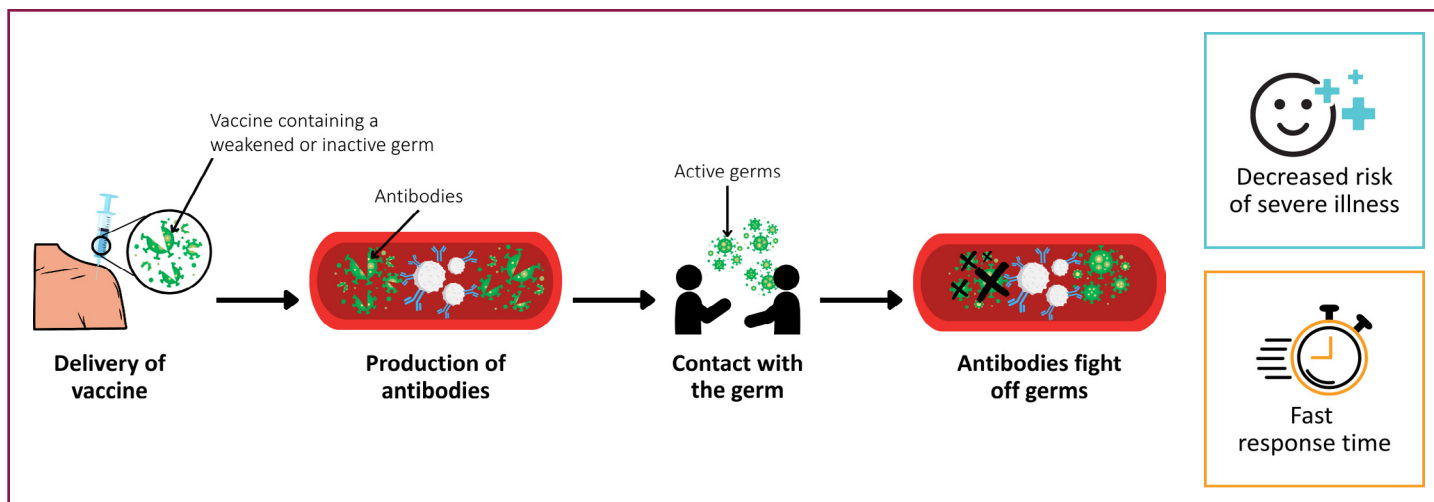 Vaccine containing a
weakened or inactive germ
Antibodies
Active germs
Delivery of
vaccine
Production of
antibodies
Contact with
the germ
Antibodies fight
off germs
Decreased risk
of severe illness
Fast
response time